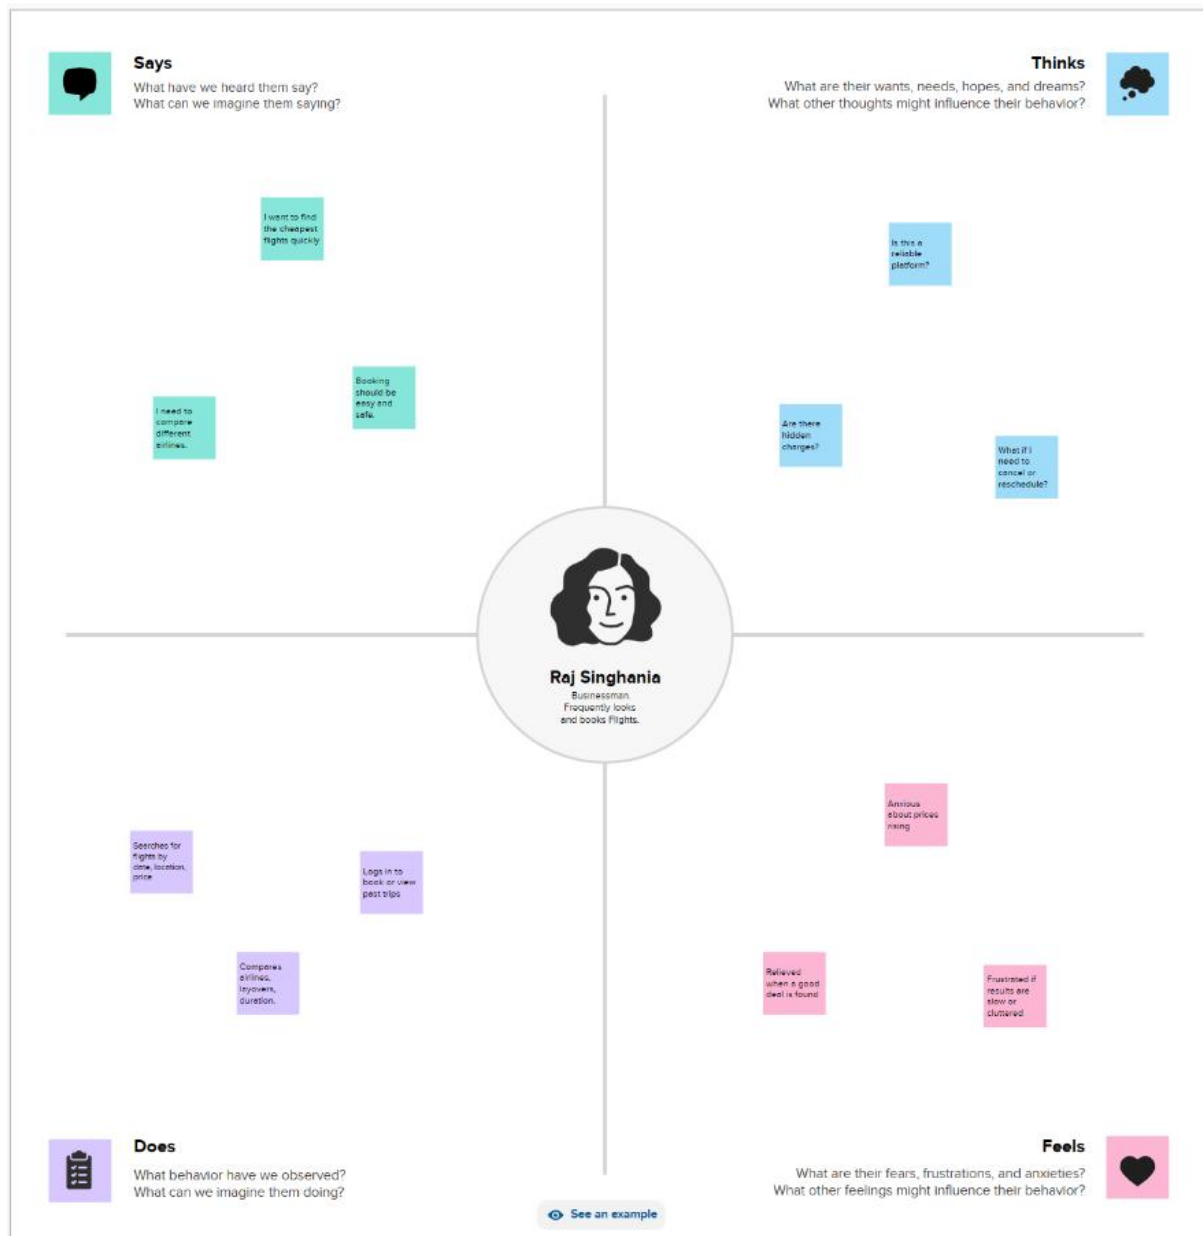 Says
What have we heard them say?
What can we imagine them saying?
Thinks
What are their wants, needs, hopes, and dreams?
What other thoughts might influence their behavior?
I want to find
the cheapest
flights quickly
I need to
compare
different
airlines.
Booking
should be
easy and
safe.
Is this a
reliable
platform?
Are there
hidden
charges?
What if I
need to
cancel or
reschedule?
Raj Singhania
Businessman.
Frequently looks
and books Flights.
Searches for
flights by
date, location,
price
Logs in to
book or view
past trips
Compares
airlines,
layovers,
duration.
Anxious
about prices
rising
Relieved
when a good
deal is found
Frustrated if
results are
slow or
cluttered
Does
What behavior have we observed?
What can we imagine them doing?
Feels
What are their fears, frustrations, and anxieties?
What other feelings might influence their behavior?
See an example